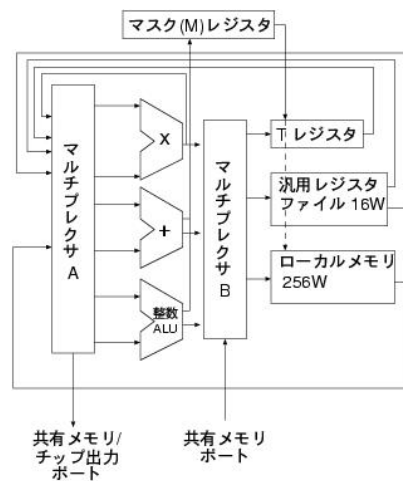 マスク(M)レジスタ
マルチプレクサ A
X
+
整数
ALU
マルチプレクサ B
T レジスタ
汎用レジスタ
ファイル 16W
ローカルメモリ
256W
共有メモリ/
チップ出力
ポート
共有メモリ
ポート